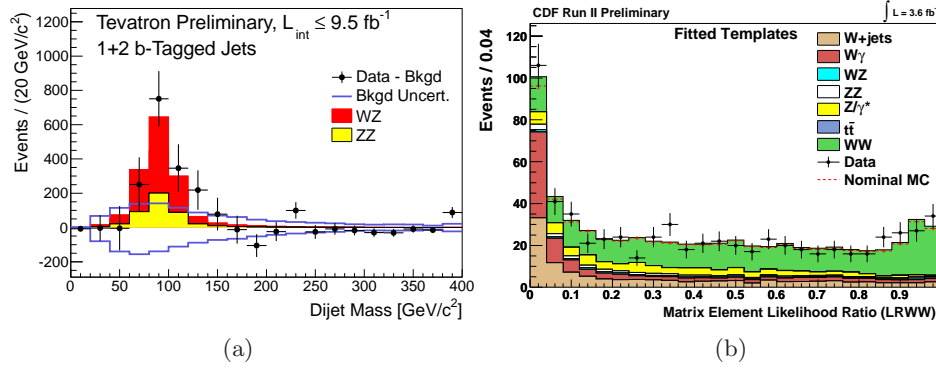 Tevatron Preliminary, L_int ≤ 9.5 fb⁻¹
1+2 b-Tagged Jets
Data - Bkgd
Bkgd Uncert.
WZ
ZZ
Events / (20 GeV/c²)
1200
1000
800
600
400
200
0
-200
0 50 100 150 200 250 300 350 400
Dijet Mass [GeV/c²]
(a)
CDF Run II Preliminary
∫ L = 3.6 fb⁻¹
Fitted Templates
W+jets
Wγ
WZ
ZZ
Z/γ*
tt̄
WW
Data
Nominal MC
Events / 0.04
120
100
80
60
40
20
0
0 0.1 0.2 0.3 0.4 0.5 0.6 0.7 0.8 0.9
Matrix Element Likelihood Ratio (LRWW)
(b)